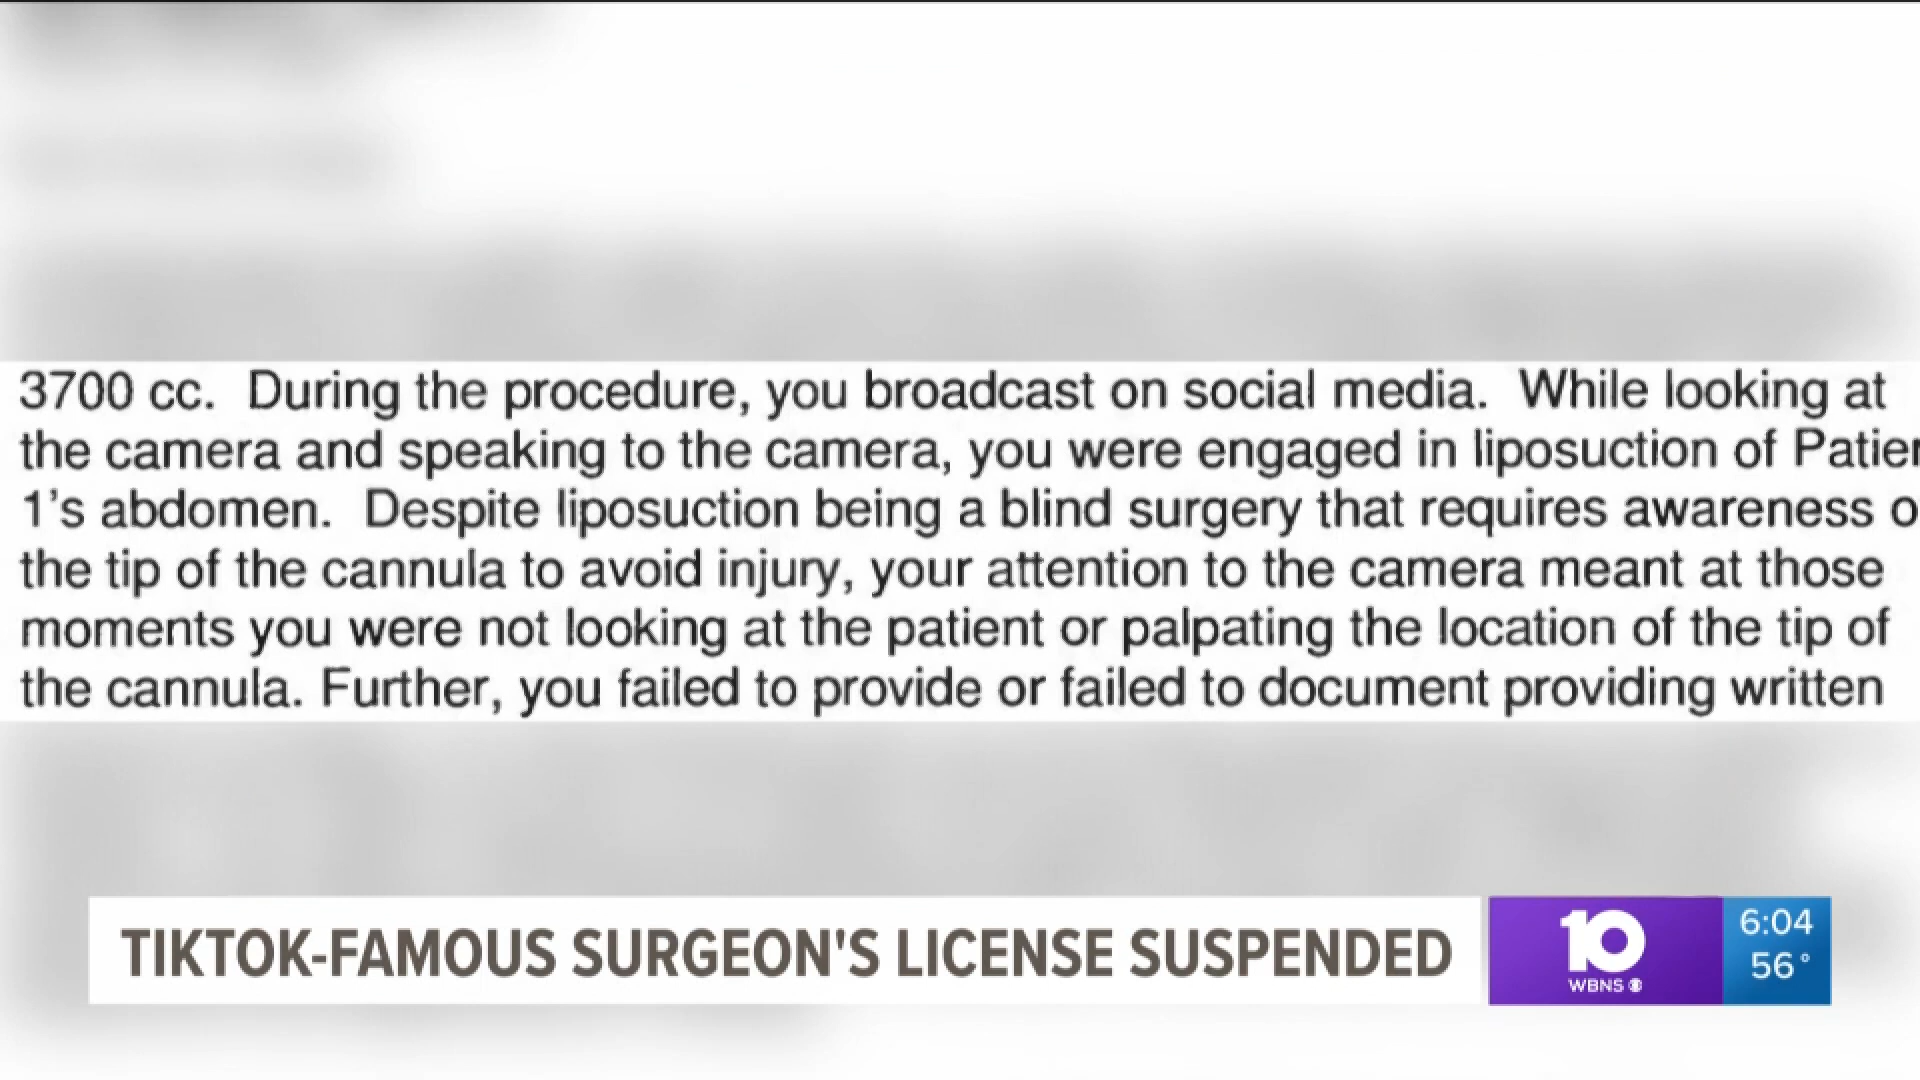 3700 cc.  During the procedure, you broadcast on social media.  While looking at
the camera and speaking to the camera, you were engaged in liposuction of
1's abdomen.  Despite liposuction being a blind surgery that requires awareness
the tip of the cannula to avoid injury, your attention to the camera meant at those
moments you were not looking at the patient or palpating the location of the tip of
the cannula. Further, you failed to provide or failed to document providing written
TIKTOK-FAMOUS SURGEON'S LICENSE SUSPENDED
10
WBNS
6:04
56°